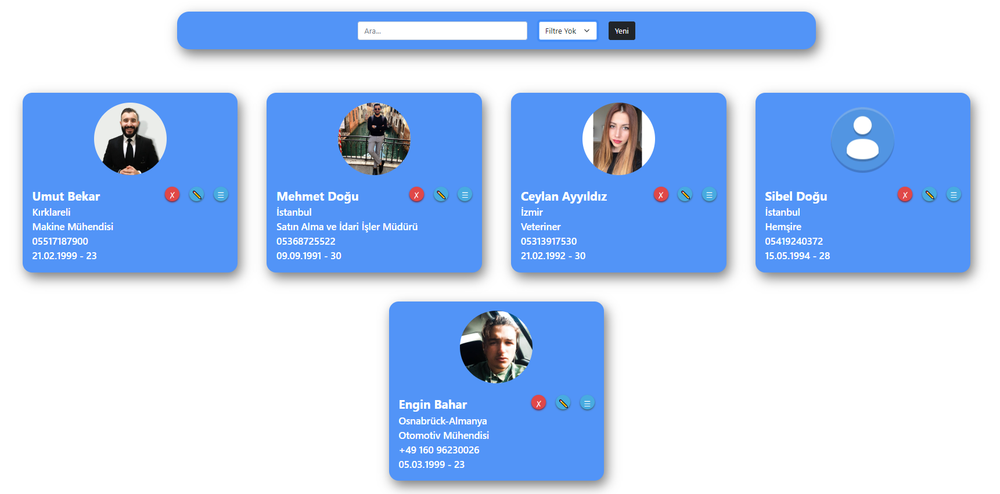 Ara...
Filtre Yok
Yeni
Umut Bekar
Kırklareli
Makine Mühendisi
05517187900
21.02.1999 - 23
Mehmet Doğu
İstanbul
Satın Alma ve İdari İşler Müdürü
05368725522
09.09.1991 - 30
Ceylan Ayyıldız
İzmir
Veteriner
05313917530
21.02.1992 - 30
Sibel Doğu
İstanbul
Hemşire
05419240372
15.05.1994 - 28
Engin Bahar
Osnabrück-Almanya
Otomotiv Mühendisi
+49 160 96230026
05.03.1999 - 23